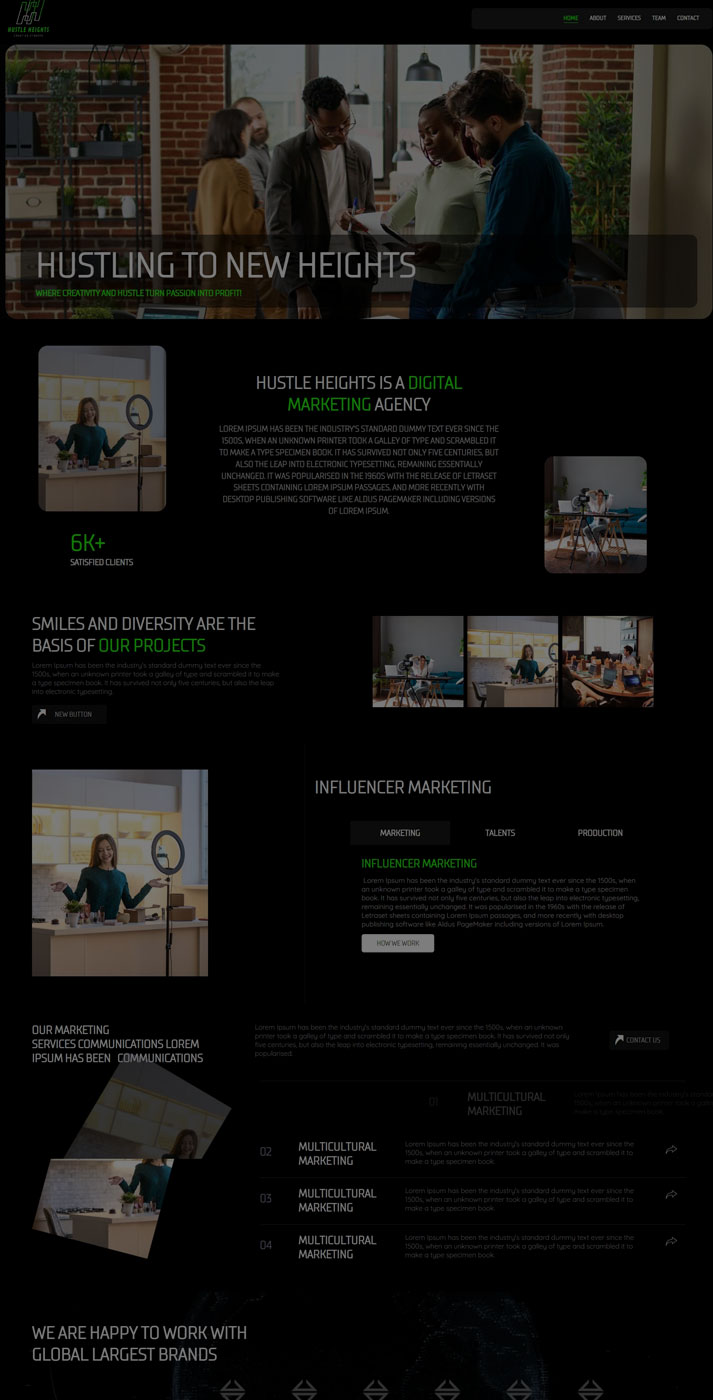 HUSTLE HEIGHTS
HOME
ABOUT
SERVICES
TEAM
CONTACT
HUSTLING TO NEW HEIGHTS
WHERE CREATIVITY AND HUSTLE TURN PASSION INTO PROFIT!
HUSTLE HEIGHTS IS A DIGITAL
MARKETING AGENCY
LOREM IPSUM HAS BEEN THE INDUSTRY'S STANDARD DUMMY TEXT EVER SINCE THE
1500S, WHEN AN UNKNOWN PRINTER TOOK A GALLEY OF TYPE AND SCRAMBLED IT
TO MAKE A TYPE SPECIMEN BOOK. IT HAS SURVIVED NOT ONLY FIVE CENTURIES, BUT
ALSO THE LEAP INTO ELECTRONIC TYPESETTING, REMAINING ESSENTIALLY
UNCHANGED. IT WAS POPULARISED IN THE 1960S WITH THE RELEASE OF LETRASET
SHEETS CONTAINING LOREM IPSUM PASSAGES, AND MORE RECENTLY WITH
DESKTOP PUBLISHING SOFTWARE LIKE ALDUS PAGEMAKER INCLUDING VERSIONS
OF LOREM IPSUM.
6K+
SATISFIED CLIENTS
SMILES AND DIVERSITY ARE THE
BASIS OF OUR PROJECTS
Lorem Ipsum has been the industry's standard dummy text ever since the
1500s, when an unknown printer took a galley of type and scrambled it to make
a type specimen book. It has survived not only five centuries, but also the leap
into electronic typesetting.
NEW BUTTON
INFLUENCER MARKETING
MARKETING
TALENTS
PRODUCTION
INFLUENCER MARKETING
Lorem Ipsum has been the industry's standard dummy text ever since the 1500s, when
an unknown printer took a galley of type and scrambled it to make a type specimen
book. It has survived not only five centuries, but also the leap into electronic typesetting,
remaining essentially unchanged. It was popularised in the 1960s with the release of
Letraset sheets containing Lorem Ipsum passages, and more recently with desktop
publishing software like Aldus PageMaker including versions of Lorem Ipsum.
HOW WE WORK
OUR MARKETING
SERVICES COMMUNICATIONS LOREM
IPSUM HAS BEEN COMMUNICATIONS
Lorem Ipsum has been the industry's standard dummy text ever since the 1500s, when an unknown
printer took a galley of type and scrambled it to make a type specimen book. It has survived not only
five centuries, but also the leap into electronic typesetting, remaining essentially unchanged. It was
popularised.
CONTACT US
01
MULTICULTURAL
MARKETING
Lorem Ipsum has been the industry's standard
1500s, when an unknown printer took a galley
make a type specimen book.
02
MULTICULTURAL
MARKETING
Lorem Ipsum has been the industry's standard dummy text ever since the
1500s, when an unknown printer took a galley of type and scrambled it to
make a type specimen book.
03
MULTICULTURAL
MARKETING
Lorem Ipsum has been the industry's standard dummy text ever since the
1500s, when an unknown printer took a galley of type and scrambled it to
make a type specimen book.
04
MULTICULTURAL
MARKETING
Lorem Ipsum has been the industry's standard dummy text ever since the
1500s, when an unknown printer took a galley of type and scrambled it to
make a type specimen book.
WE ARE HAPPY TO WORK WITH
GLOBAL LARGEST BRANDS